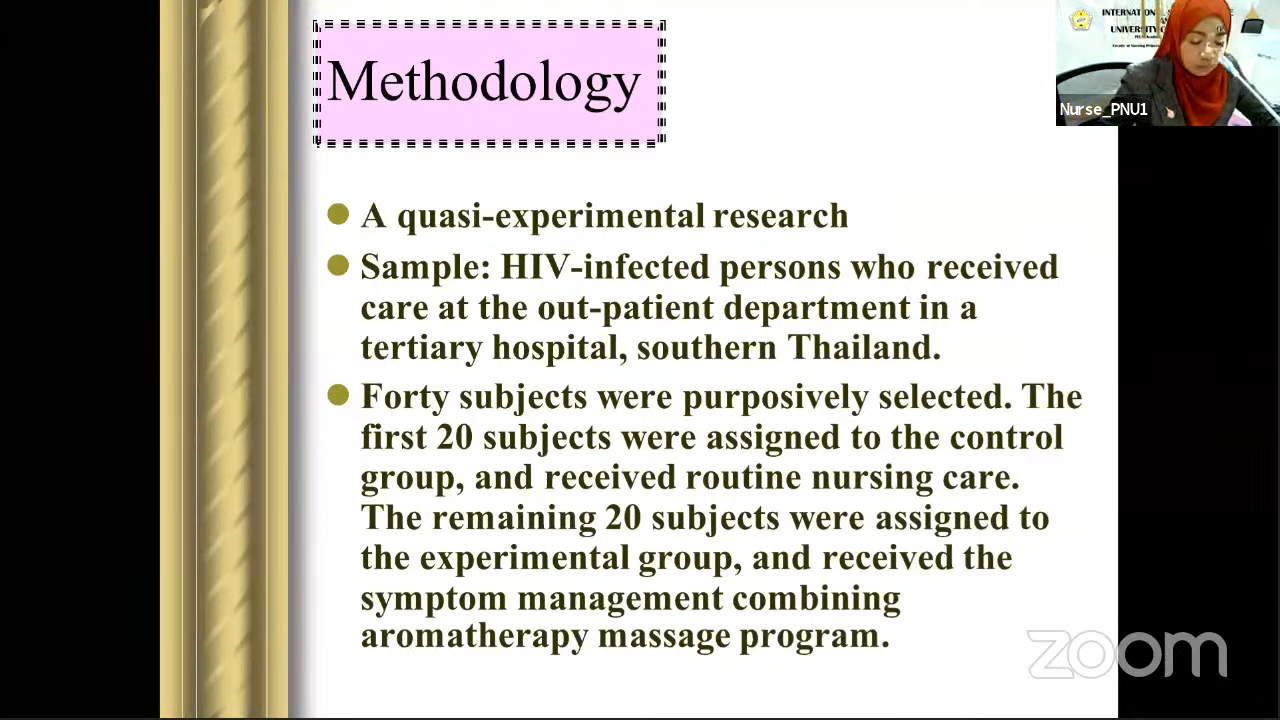 Methodology
INTERNATION
UNIVERSITY O
Nurse_PNU1
A quasi-experimental research
Sample: HIV-infected persons who received
care at the out-patient department in a
tertiary hospital, southern Thailand.
Forty subjects were purposively selected. The
first 20 subjects were assigned to the control
group, and received routine nursing care.
The remaining 20 subjects were assigned to
the experimental group, and received the
symptom management combining
aromatherapy massage program.
zoom